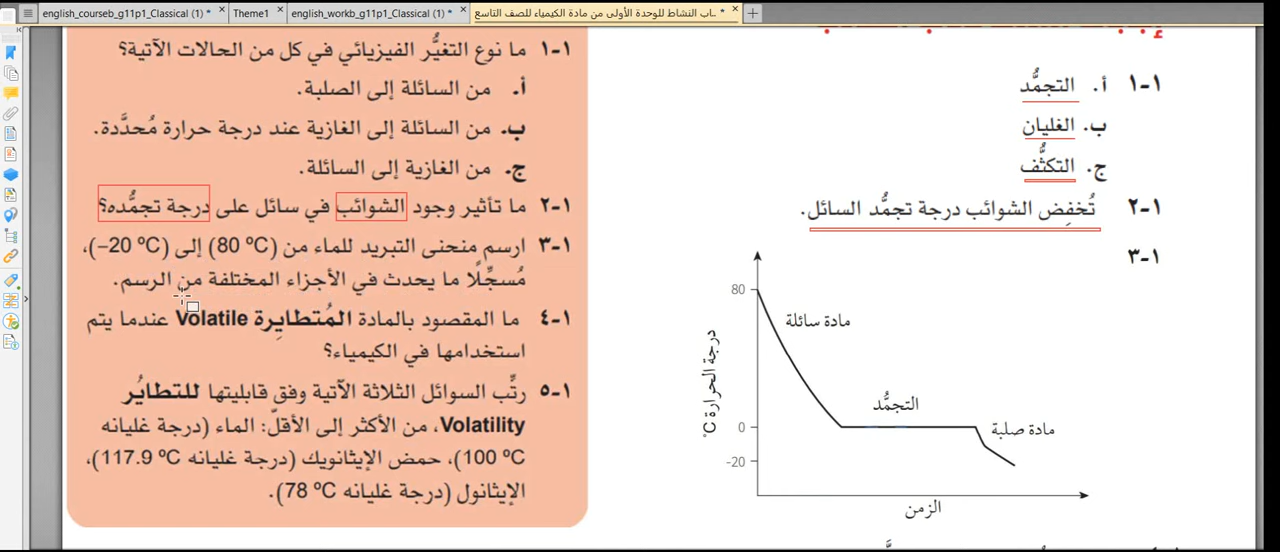 english_courseb_g11p1_Classical (1) *
Theme1
english_workb_g11p1_Classical (1) *
..اب النشاط للوحدة الأولى من مادة الكيمياء للصف التاسع *
١-١ ما نوع التغيُّر الفيزيائي في كل من الحالات الآتية؟
أ. من السائلة إلى الصلبة.
ب. من السائلة إلى الغازية عند درجة حرارة مُحدَّدة.
ج. من الغازية إلى السائلة.
٢-١ ما تأثير وجود الشوائب في سائل على درجة تجمُّده؟
٣-١ ارسم منحنى التبريد للماء من (80 °C) إلى (−20 °C)،
مُسجِّلًا ما يحدث في الأجزاء المختلفة من الرسم.
٤-١ ما المقصود بالمادة المُتطايِرة Volatile عندما يتم
استخدامها في الكيمياء؟
٥-١ رتِّب السوائل الثلاثة الآتية وفق قابليتها للتطايُر
Volatility، من الأكثر إلى الأقلّ: الماء (درجة غليانه
100 °C)، حمض الإيثانويك (درجة غليانه 117.9 °C)،
الإيثانول (درجة غليانه 78 °C).
١-١ أ. التجمُّد
ب. الغليان
ج. التكثُّف
٢-١ تُخفِض الشوائب درجة تجمُّد السائل.
٣-١
80
مادة سائلة
درجة الحرارة °C
التجمُّد
0
مادة صلبة
-20
الزمن